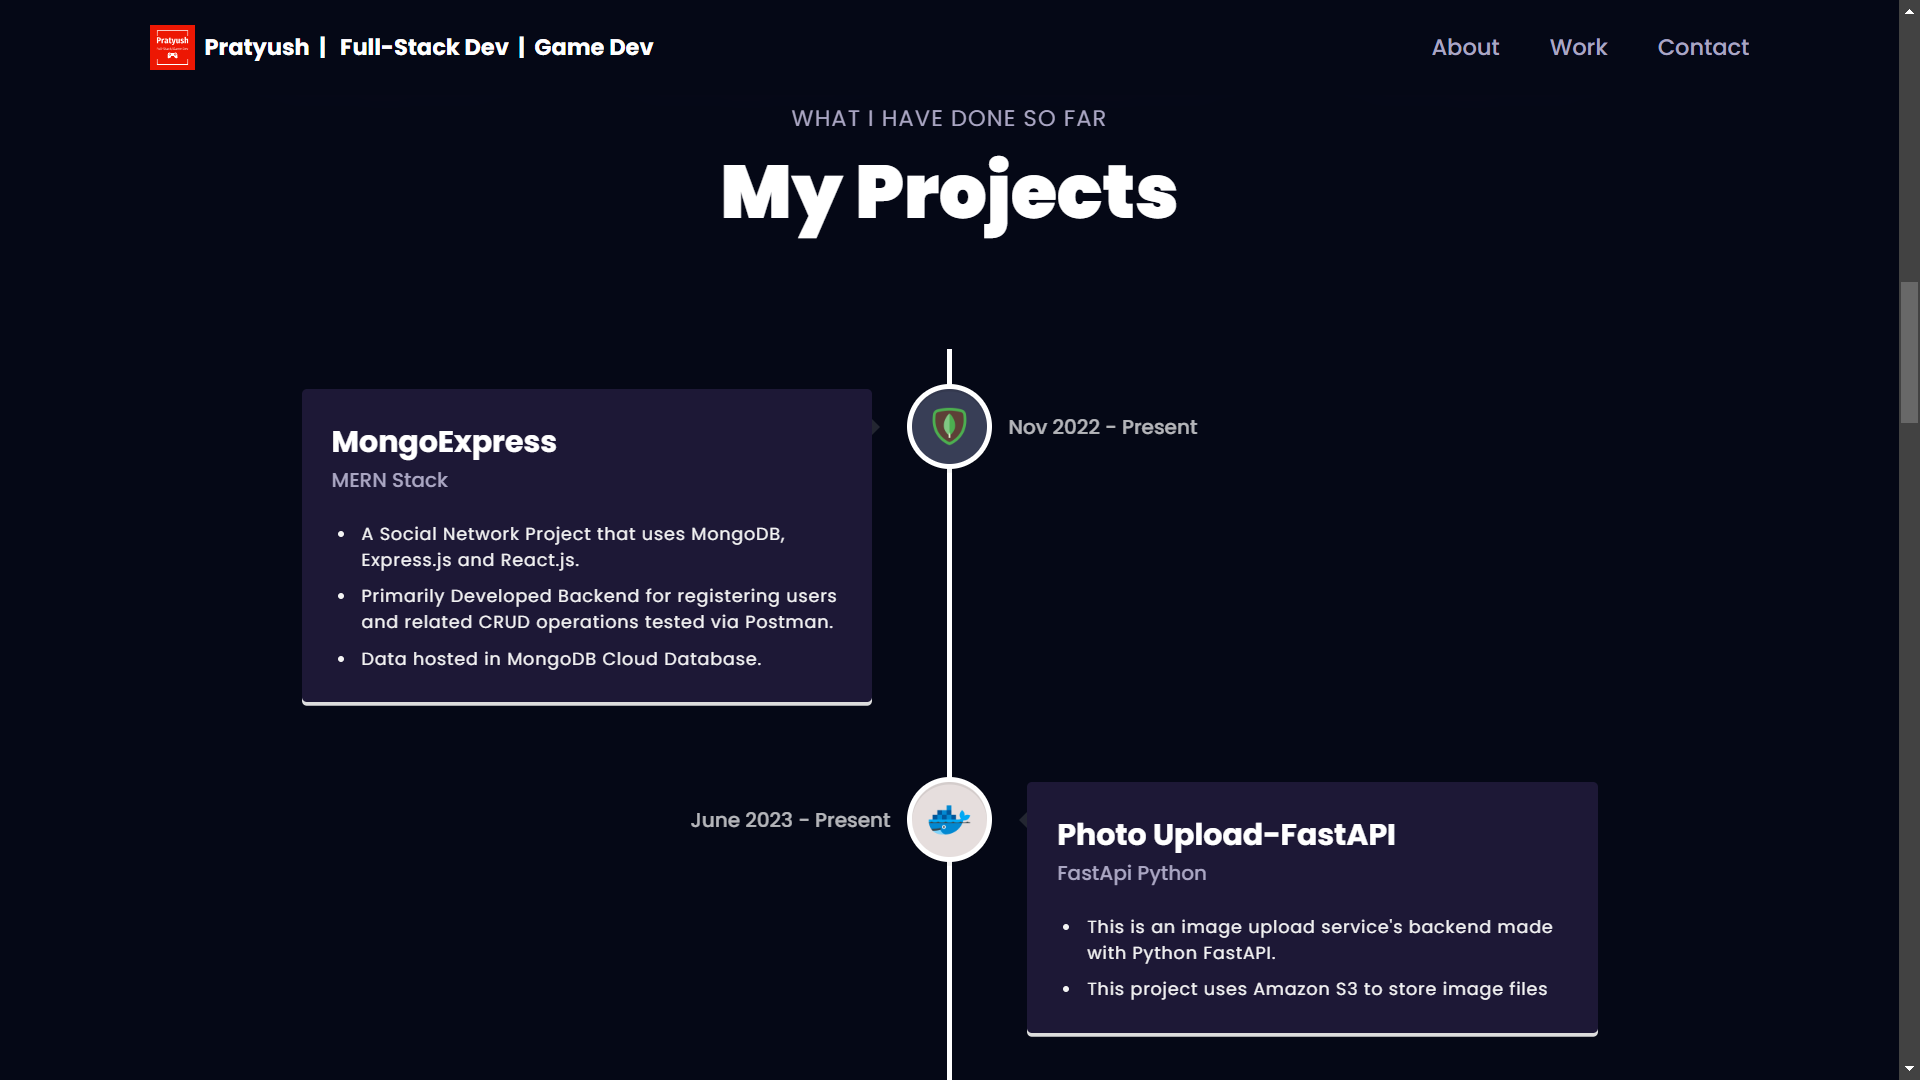 Pratyush
Pratyush | Full-Stack Dev | Game Dev
About
Work
Contact
WHAT I HAVE DONE SO FAR
My Projects
MongoExpress
MERN Stack
• A Social Network Project that uses MongoDB,
Express.js and React.js.
• Primarily Developed Backend for registering users
and related CRUD operations tested via Postman.
• Data hosted in MongoDB Cloud Database.
Nov 2022 - Present
June 2023 - Present
Photo Upload-FastAPI
FastApi Python
• This is an image upload service's backend made
with Python FastAPI.
• This project uses Amazon S3 to store image files